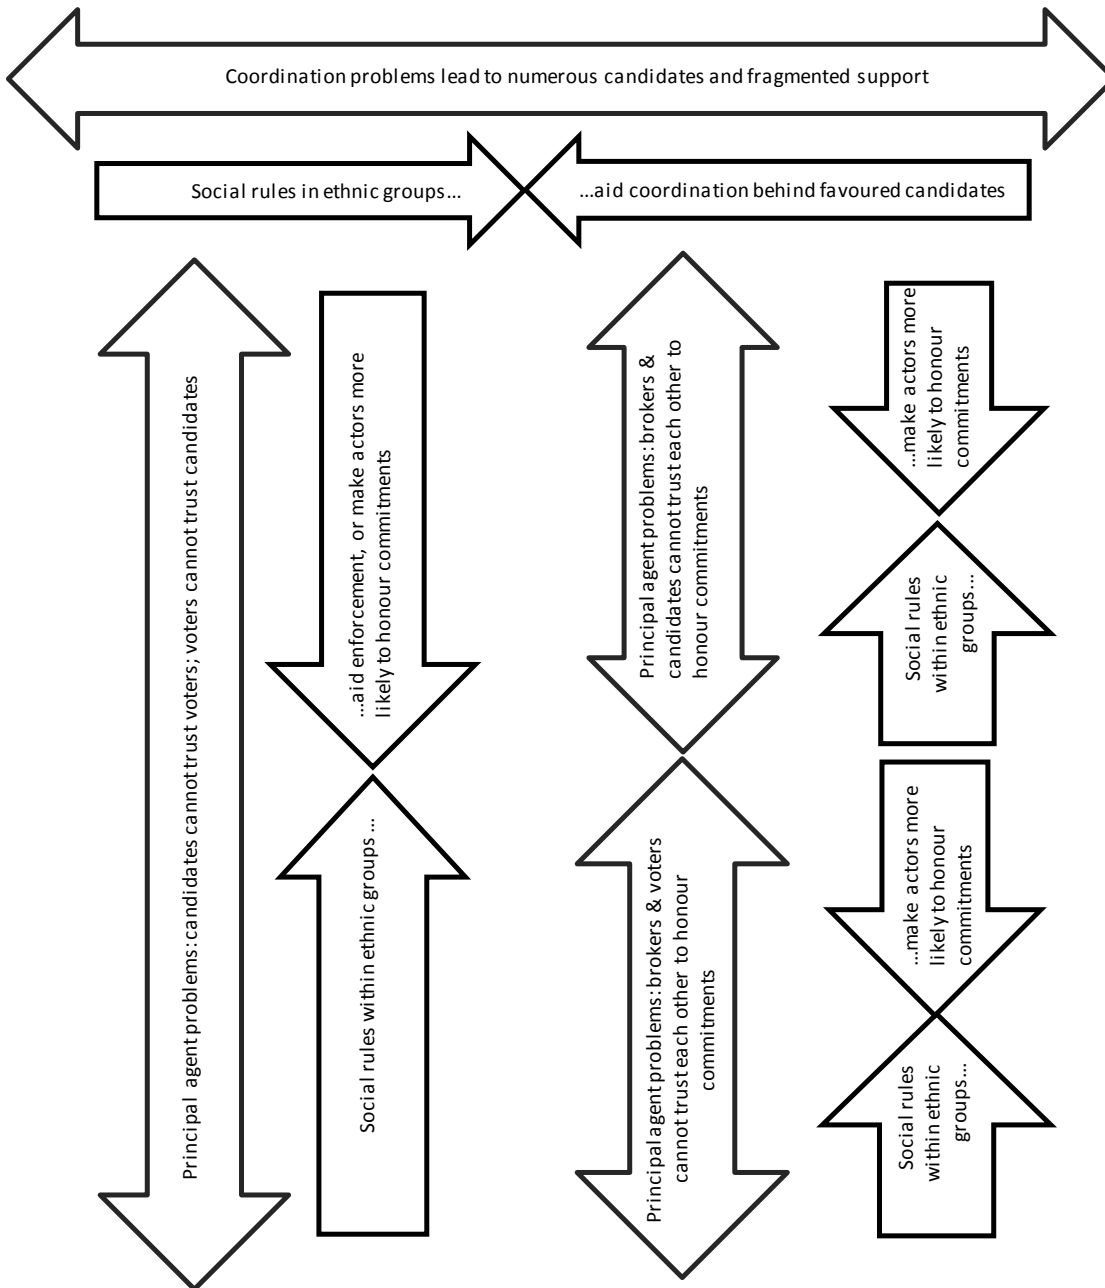 Coordination problems lead to numerous candidates and fragmented support
Social rules in ethnic groups...
...aid coordination behind favoured candidates
Principal agent problems: candidates cannot trust voters; voters cannot trust candidates
...aid enforcement, or make actors more
likely to honour commitments
Social rules within ethnic groups ...
Principal agent problems: brokers &
candidates cannot trust each other to
honour commitments
...make actors more
likely to honour
commitments
Social rules
within ethnic
groups...
Principal agent problems: brokers & voters
cannot trust each other to honour
commitments
...make actors more
likely to honour
commitments
Social rules
within ethnic
groups...